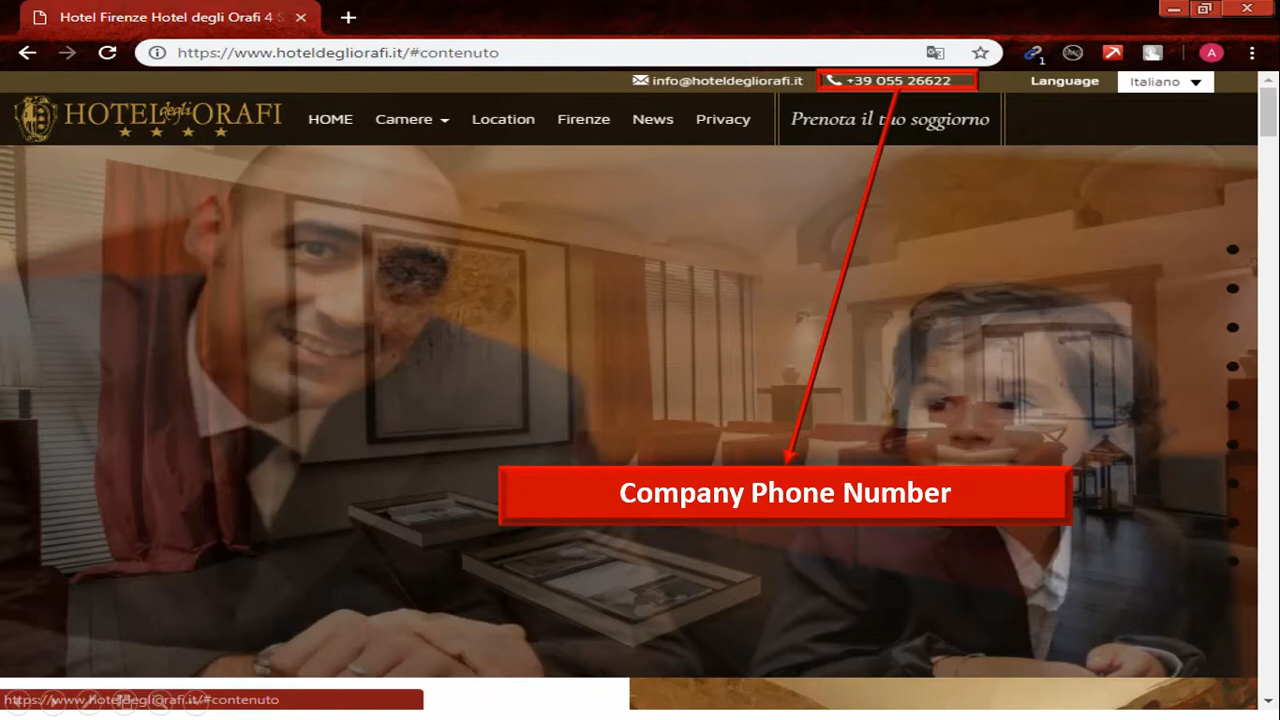 Hotel Firenze Hotel degli Orafi 4 S
https://www.hoteldegliorafi.it/#contenuto
1
A
info@hoteldegliorafi.it
+39 055 26622
Language
Italiano
HOTEL degli ORAFI
HOME
Camere
Location
Firenze
News
Privacy
Prenota il tuo soggiorno
Company Phone Number
https://www.hoteldegliorafi.it/#contenuto